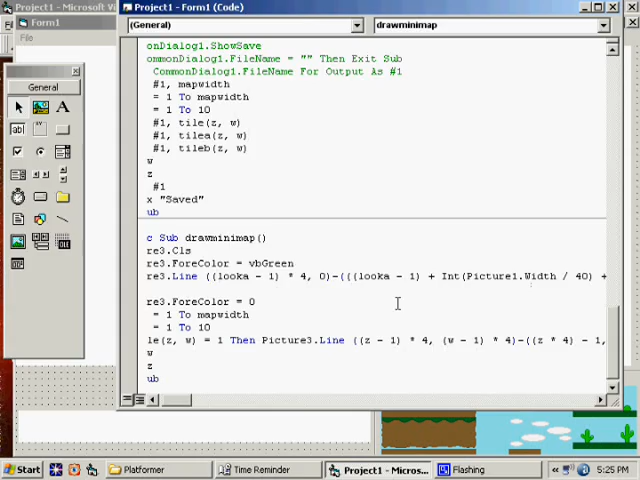 Project1 - Microsoft Vis
Project1 - Form1 (Code)
Form1
File
(General)
drawminimap
General
A
ab|
xy
OLE
onDialog1.ShowSave
ommonDialog1.FileName = "" Then Exit Sub
CommonDialog1.FileName For Output As #1
#1, mapwidth
= 1 To mapwidth
= 1 To 10
#1, tile(z, w)
#1, tilea(z, w)
#1, tileb(z, w)
w
z
#1
x "Saved"
ub
c Sub drawminimap()
re3.Cls
re3.ForeColor = vbGreen
re3.Line ((looka - 1) * 4, 0)-(((looka - 1) + Int(Picture1.Width / 40) +
re3.ForeColor = 0
= 1 To mapwidth
= 1 To 10
le(z, w) = 1 Then Picture3.Line ((z - 1) * 4, (w - 1) * 4)-((z * 4) - 1,
w
z
ub
Start
Platformer
Time Reminder
Project1 - Micros...
Flashing
«
5:25 PM